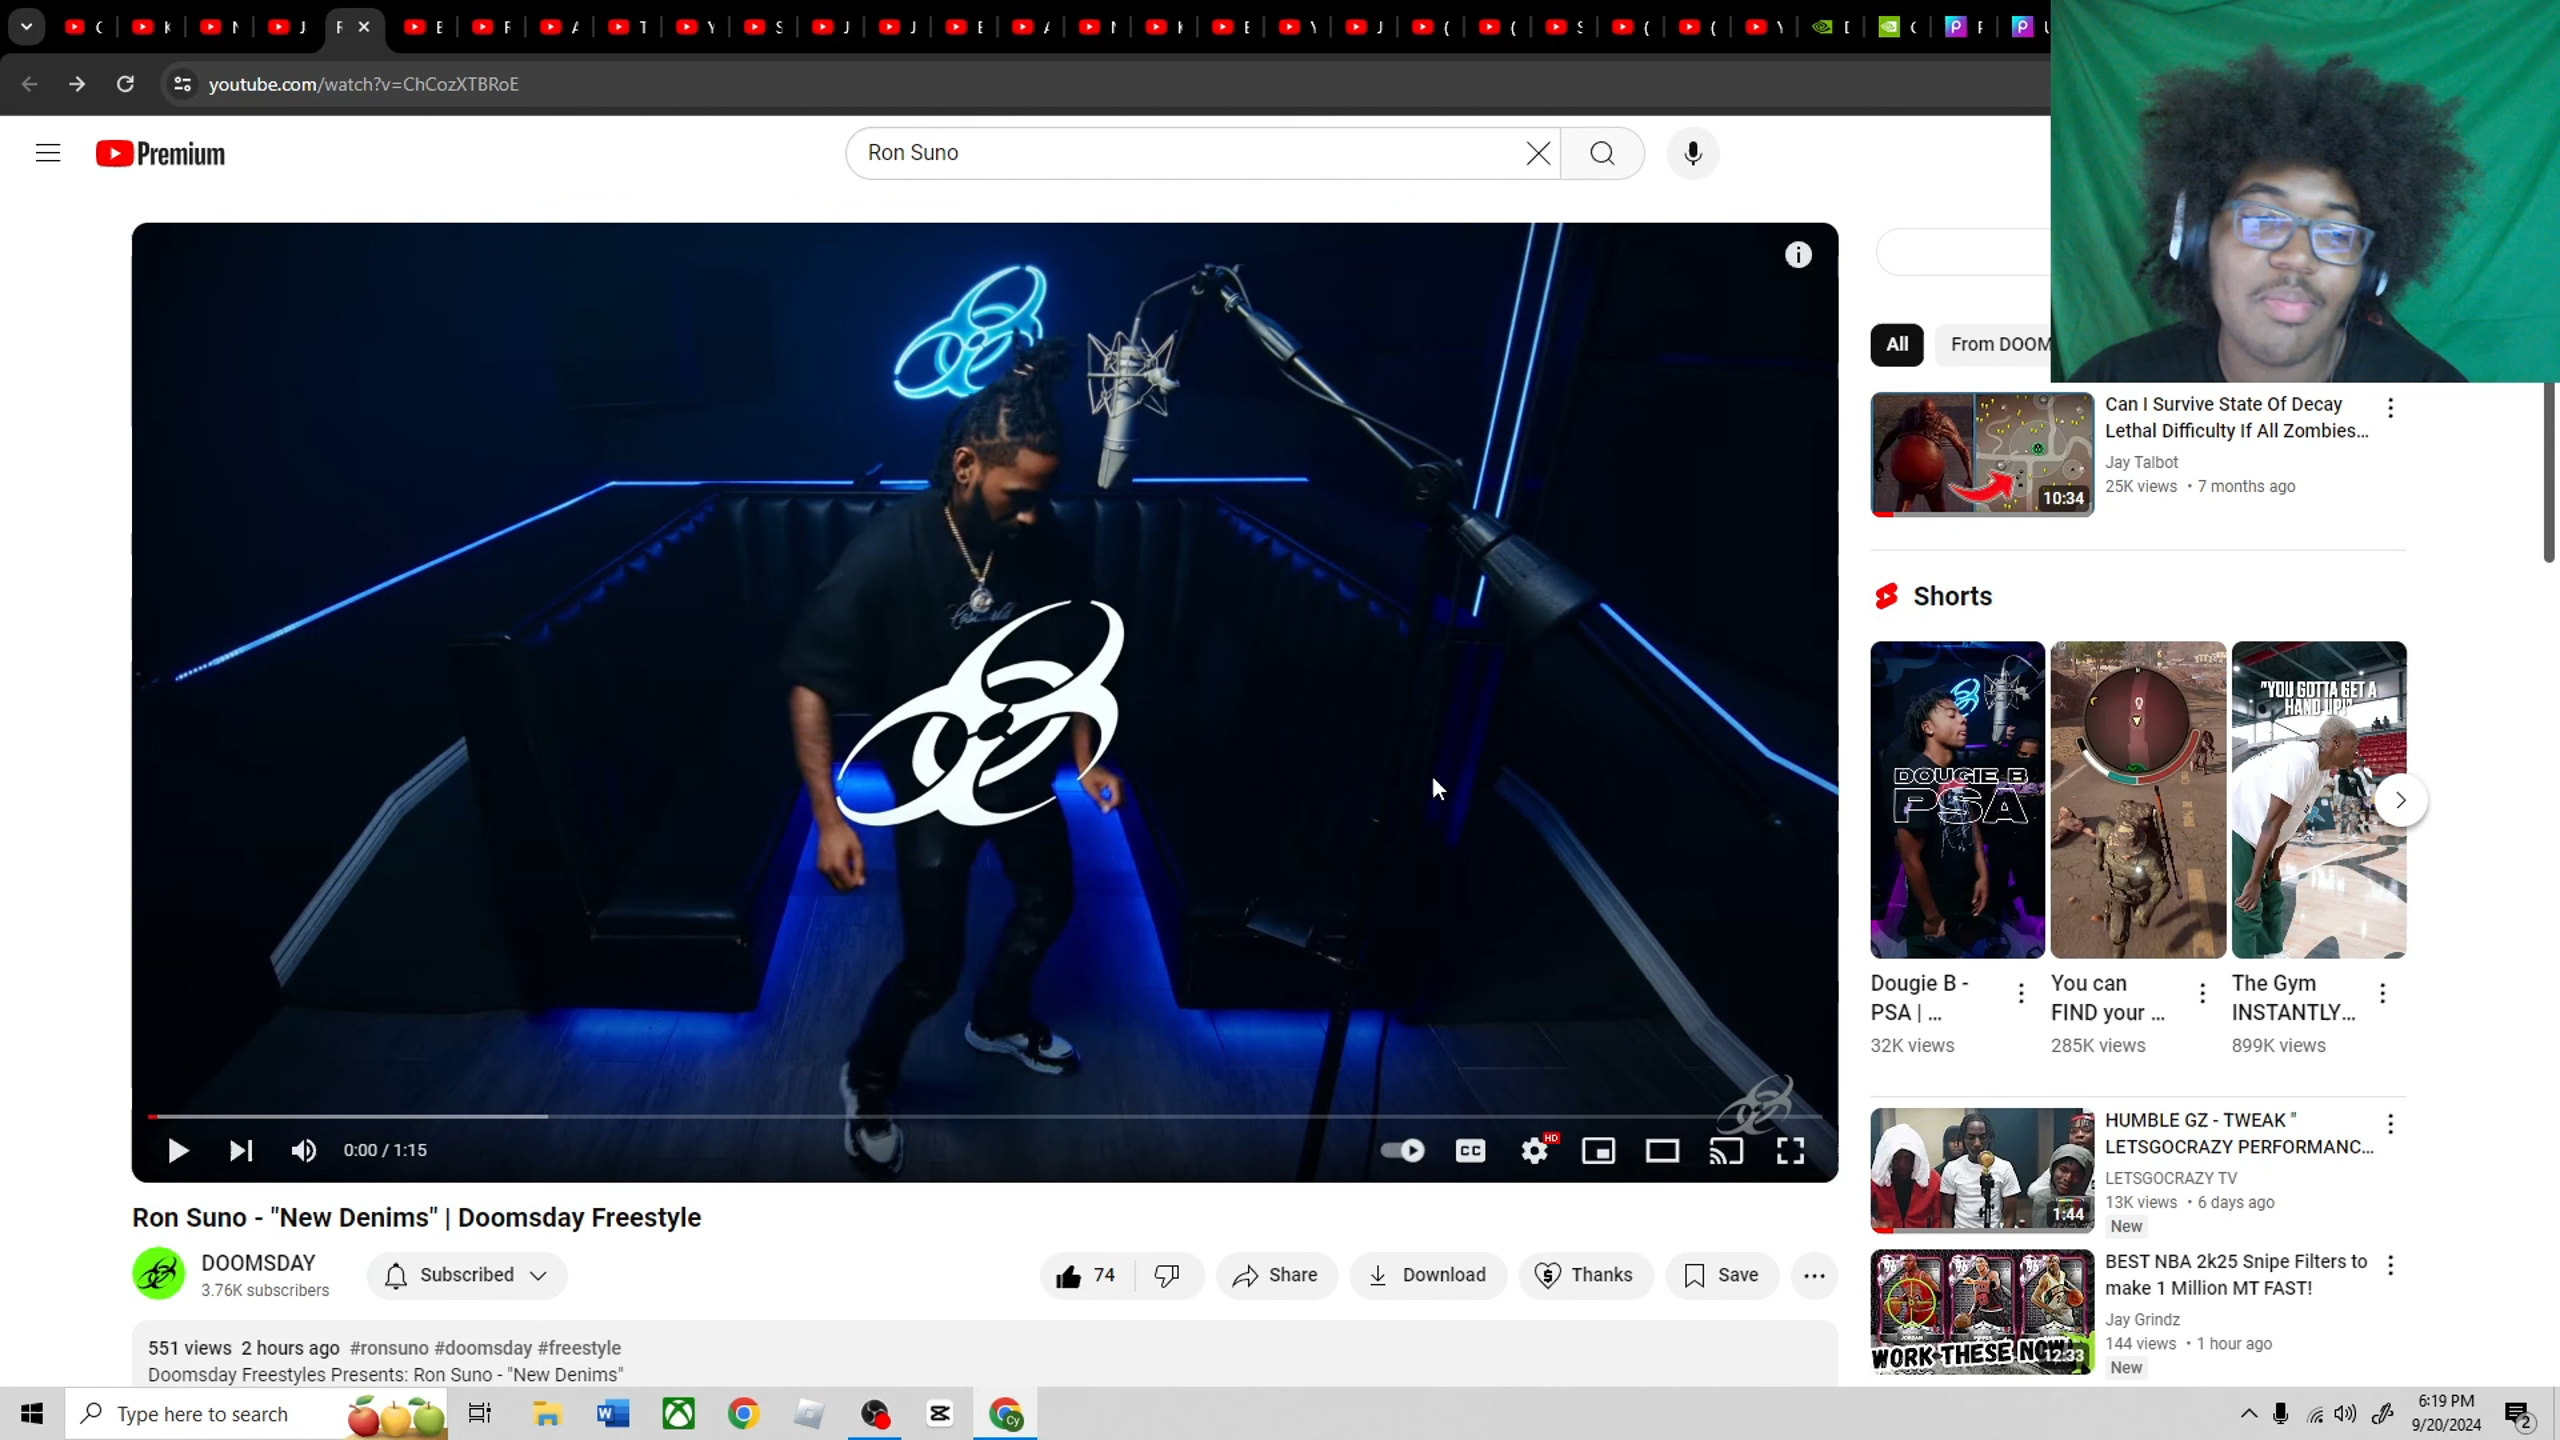 youtube.com/watch?v=ChCozXTBRoE
Premium
Ron Suno
All
From DOOM
Can I Survive State Of Decay
Lethal Difficulty If All Zombies...
Jay Talbot
25K views • 7 months ago
10:34
Shorts
DOUGIE B
PSA
"YOU GOTTA GET A
HAND UP!"
Dougie B -
PSA | ...
32K views
You can
FIND your ...
285K views
The Gym
INSTANTLY...
899K views
HUMBLE GZ - TWEAK "
LETSGOCRAZY PERFORMANC...
LETSGOCRAZY TV
13K views • 6 days ago
New
1:44
BEST NBA 2k25 Snipe Filters to
make 1 Million MT FAST!
Jay Grindz
144 views • 1 hour ago
New
WORK THESE NOW!
12:33
0:00 / 1:15
CC
HD
Ron Suno - "New Denims" | Doomsday Freestyle
DOOMSDAY
3.76K subscribers
Subscribed
74
Share
Download
Thanks
Save
551 views 2 hours ago #ronsuno #doomsday #freestyle
Doomsday Freestyles Presents: Ron Suno - "New Denims"
Type here to search
Cy
6:19 PM
9/20/2024
2